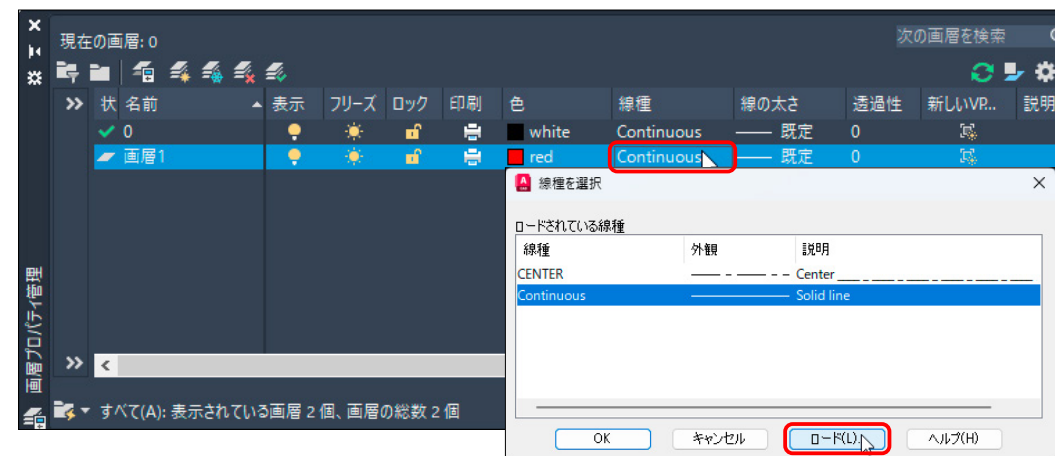 現在の画層: 0
次の画層を検索
状 名前 表示 フリーズ ロック 印刷 色 線種 線の太さ 透過性 新しいVP... 説明
0 white Continuous 既定 0
画層1 red Continuous 既定 0
線種を選択
ロードされている線種
線種 外観 説明
CENTER Center
Continuous Solid line
OK キャンセル ロード(L)... ヘルプ(H)
すべて(A): 表示されている画層 2 個、画層の総数 2 個
画層プロパティ管理